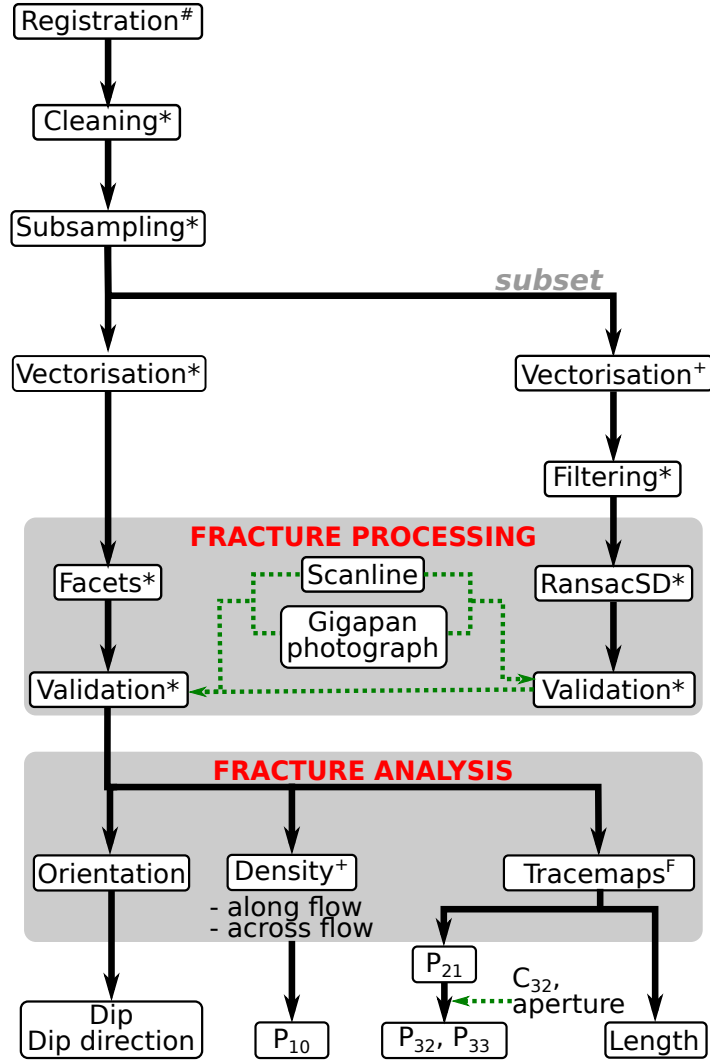 Registration#
Cleaning*
Subsampling*
subset
Vectorisation*
Vectorisation+
Filtering*
FRACTURE PROCESSING
Facets*
Scanline
RansacSD*
Gigapan
photograph
Validation*
Validation*
FRACTURE ANALYSIS
Orientation
Density+
TracemapsF
- along flow
- across flow
P21
C32,
aperture
Dip
Dip direction
P10
P32, P33
Length